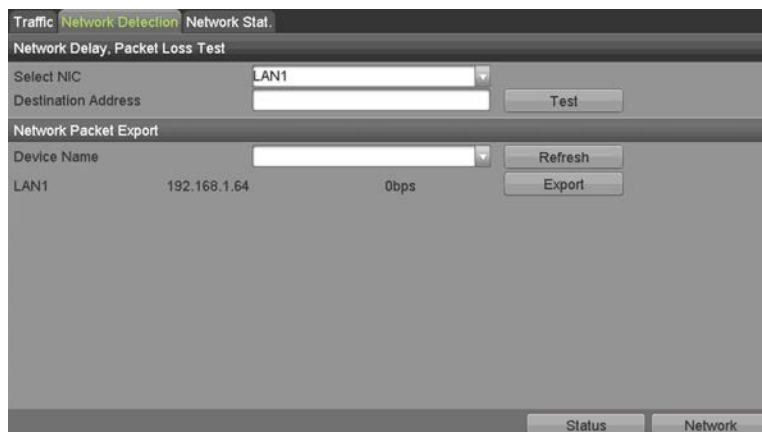 Traffic Network Detection Network Stat.
Network Delay, Packet Loss Test
Select NIC LAN1
Destination Address Test
Network Packet Export
Device Name Refresh
LAN1 192.168.1.64 0bps Export
Status Network